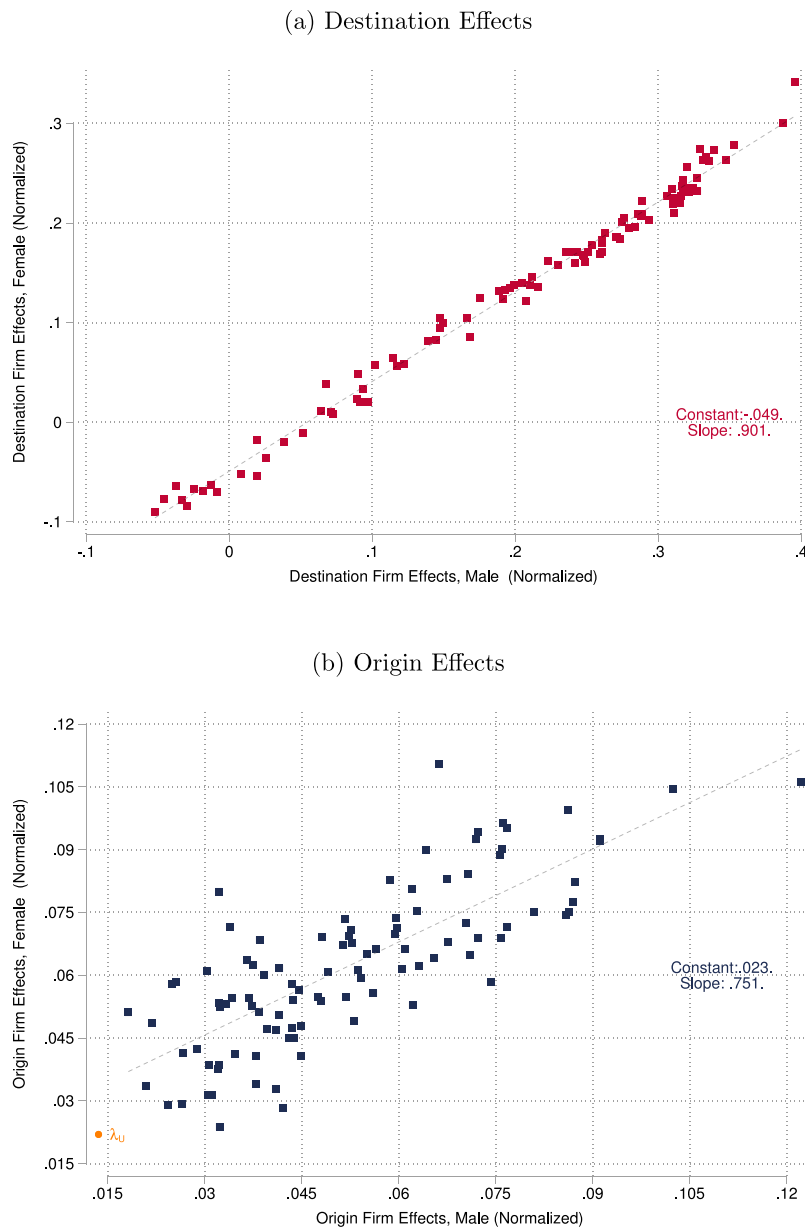 (a) Destination Effects
Destination Firm Effects, Female (Normalized)
.3
.2
.1
0
-.1
Constant:-.049.
Slope: .901.
-.1 0 .1 .2 .3 .4
Destination Firm Effects, Male (Normalized)
(b) Origin Effects
Origin Firm Effects, Female (Normalized)
.12
.105
.09
.075
.06
.045
.03
.015
Constant:.023.
Slope: .751.
λU
.015 .03 .045 .06 .075 .09 .105 .12
Origin Firm Effects, Male (Normalized)